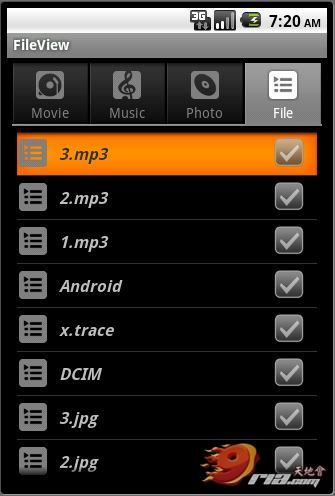 3G 7:20 AM
FileView
Movie Music Photo File
3.mp3
2.mp3
1.mp3
Android
x.trace
DCIM
3.jpg
2.jpg
天地會
9ria.com